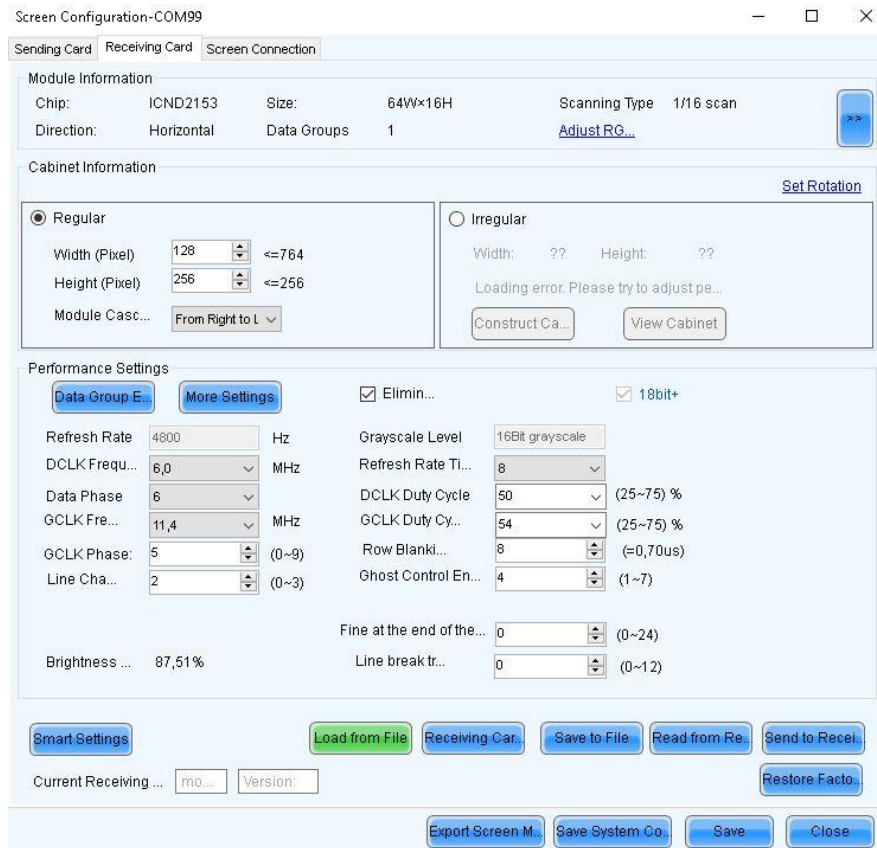 Screen Configuration-COM99
Sending Card Receiving Card Screen Connection
Module Information
Chip: ICND2153 Size: 64W×16H Scanning Type 1/16 scan
Direction: Horizontal Data Groups 1 Adjust RG...
>>
Cabinet Information
Set Rotation
Regular Irregular
Width (Pixel) 128 <=764 Width: ?? Height: ??
Height (Pixel) 256 <=256 Loading error. Please try to adjust pe...
Module Casc... From Right to L Construct Ca... View Cabinet
Performance Settings
Data Group E... More Settings Elimin... 18bit+
Refresh Rate 4800 Hz Grayscale Level 16Bit grayscale
DCLK Frequ... 6,0 MHz Refresh Rate Ti... 8
Data Phase 6 DCLK Duty Cycle 50 (25~75) %
GCLK Fre... 11,4 MHz GCLK Duty Cy... 54 (25~75) %
GCLK Phase: 5 (0~9) Row Blanki... 8 (=0,70us)
Line Cha... 2 (0~3) Ghost Control En... 4 (1~7)
Fine at the end of the... 0 (0~24)
Brightness ... 87,51% Line break tr... 0 (0~12)
Smart Settings Load from File Receiving Car... Save to File Read from Re... Send to Recei...
Current Receiving ... mo... Version: Restore Facto...
Export Screen M... Save System Co... Save Close